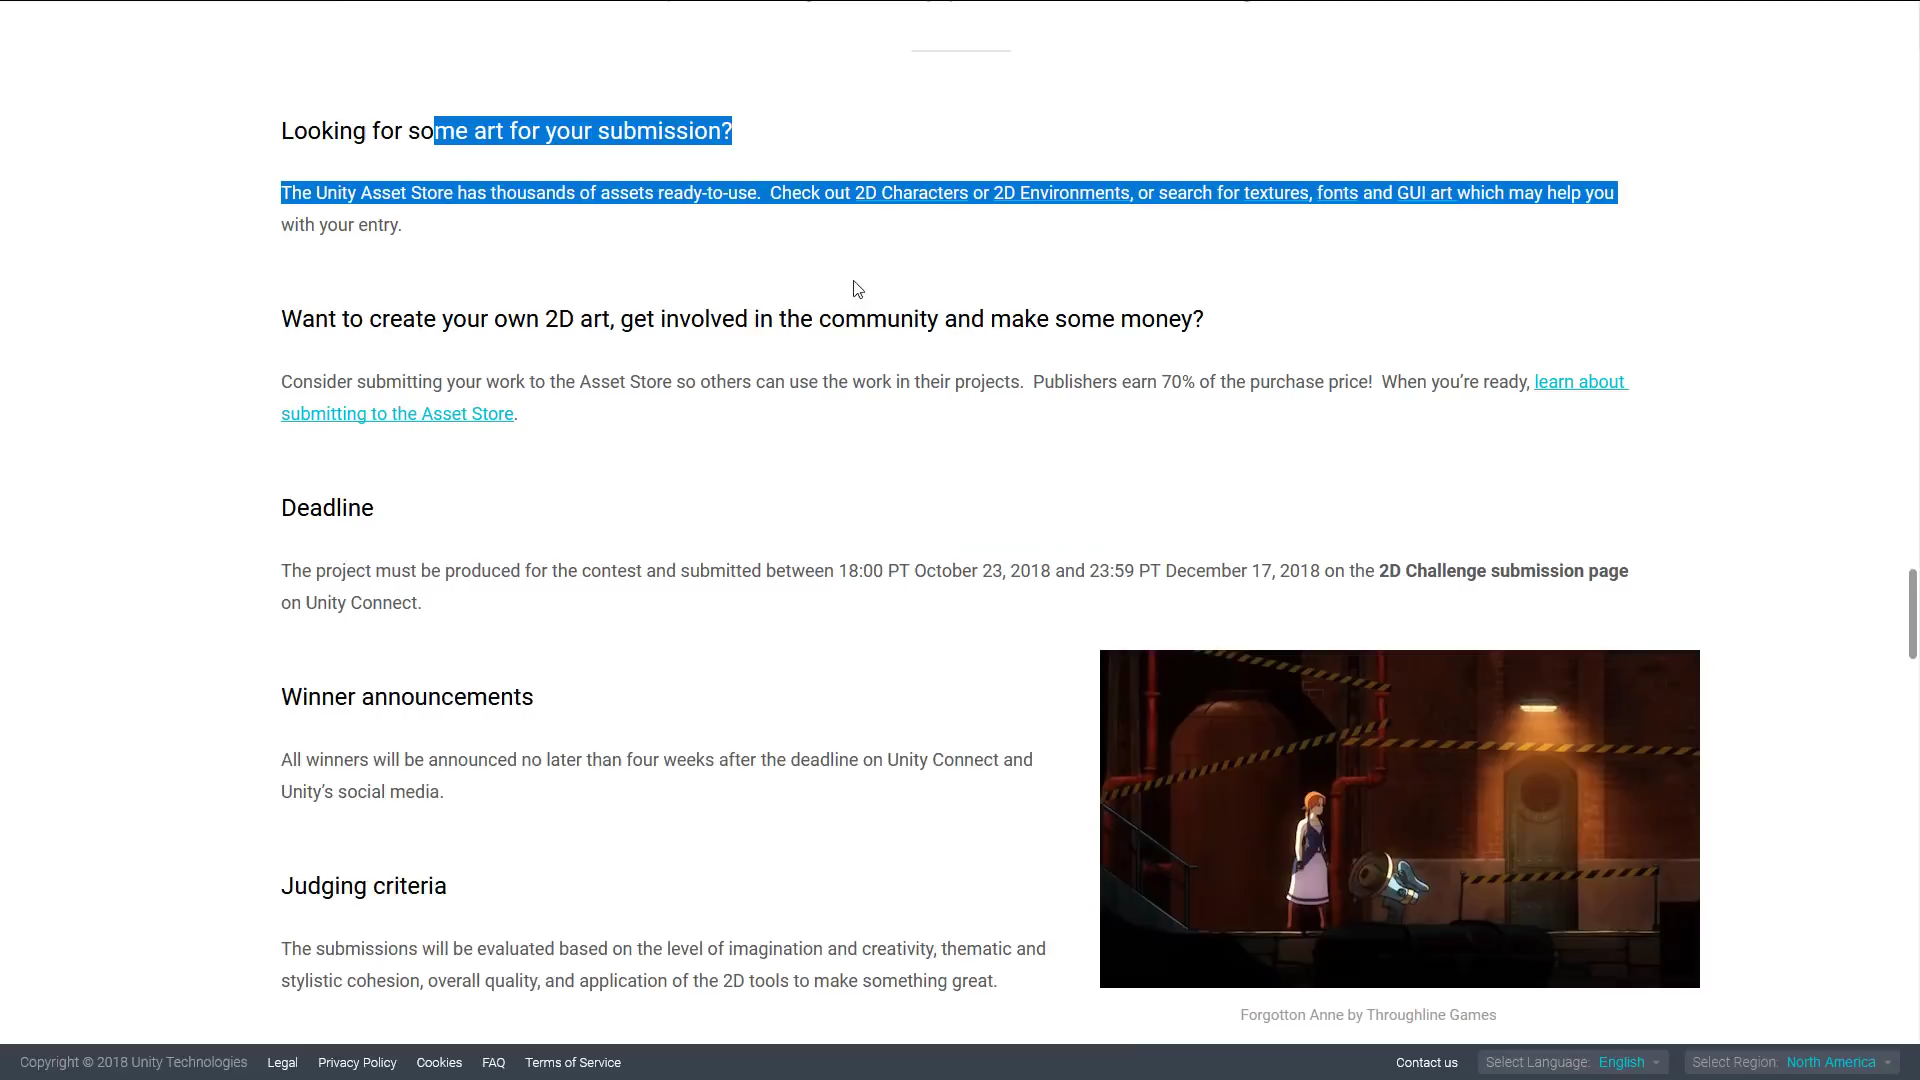 Looking for some art for your submission?
The Unity Asset Store has thousands of assets ready-to-use.  Check out 2D Characters or 2D Environments, or search for textures, fonts and GUI art which may help you
with your entry.
Want to create your own 2D art, get involved in the community and make some money?
Consider submitting your work to the Asset Store so others can use the work in their projects.  Publishers earn 70% of the purchase price!  When you’re ready, learn about
submitting to the Asset Store.
Deadline
The project must be produced for the contest and submitted between 18:00 PT October 23, 2018 and 23:59 PT December 17, 2018 on the 2D Challenge submission page
on Unity Connect.
Winner announcements
All winners will be announced no later than four weeks after the deadline on Unity Connect and
Unity’s social media.
Judging criteria
The submissions will be evaluated based on the level of imagination and creativity, thematic and
stylistic cohesion, overall quality, and application of the 2D tools to make something great.
Forgotton Anne by Throughline Games
Copyright © 2018 Unity Technologies Legal Privacy Policy Cookies FAQ Terms of Service Contact us Select Language: English Select Region: North America